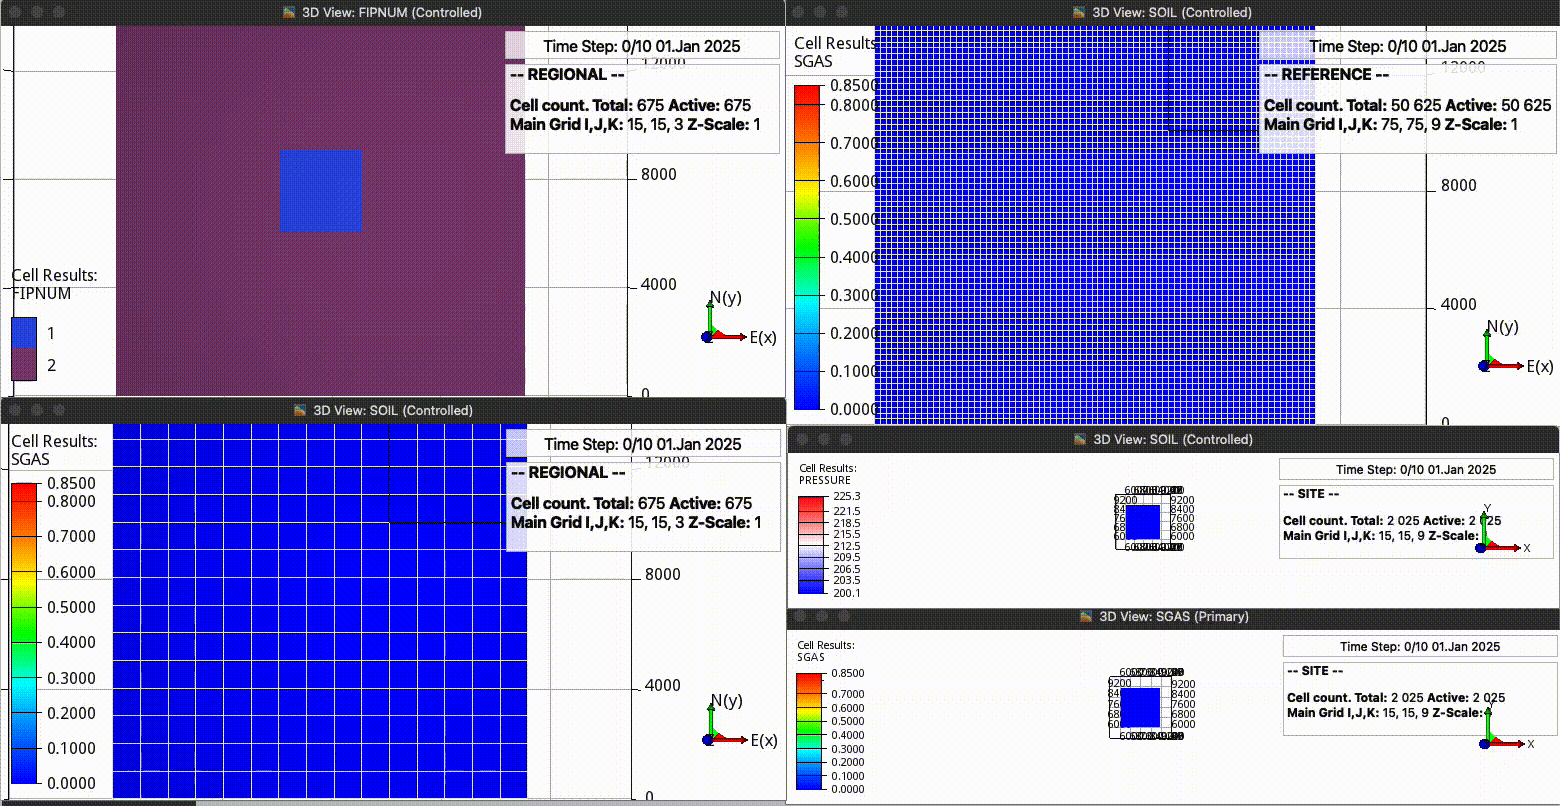 3D View: FIPNUM (Controlled)
Time Step: 0/10 01.Jan 2025
12000
-- REGIONAL --
Cell count. Total: 675 Active: 675
Main Grid I,J,K: 15, 15, 3 Z-Scale: 1
8000
4000
0
Cell Results:
FIPNUM
1
2
N(y)
E(x)
3D View: SOIL (Controlled)
Cell Results
SGAS
0.8500
0.8000
0.7000
0.6000
0.5000
0.4000
0.3000
0.2000
0.1000
0.0000
Time Step: 0/10 01.Jan 2025
12000
-- REFERENCE --
Cell count. Total: 50 625 Active: 50 625
Main Grid I,J,K: 75, 75, 9 Z-Scale: 1
8000
4000
0
N(y)
E(x)
3D View: SOIL (Controlled)
Cell Results:
SGAS
0.8500
0.8000
0.7000
0.6000
0.5000
0.4000
0.3000
0.2000
0.1000
0.0000
Time Step: 0/10 01.Jan 2025
12000
-- REGIONAL --
Cell count. Total: 675 Active: 675
Main Grid I,J,K: 15, 15, 3 Z-Scale: 1
8000
4000
0
N(y)
E(x)
3D View: SOIL (Controlled)
Cell Results:
PRESSURE
225.3
221.5
218.5
215.5
212.5
209.5
206.5
203.5
200.1
9200
8400
7600
6800
6000
Time Step: 0/10 01.Jan 2025
-- SITE --
Cell count. Total: 2 025 Active: 2 025
Main Grid I,J,K: 15, 15, 9 Z-Scale:
Y
X
3D View: SGAS (Primary)
Cell Results:
SGAS
0.8500
0.7000
0.6000
0.5000
0.4000
0.3000
0.2000
0.1000
0.0000
9200
8400
7600
6800
6000
Time Step: 0/10 01.Jan 2025
-- SITE --
Cell count. Total: 2 025 Active: 2 025
Main Grid I,J,K: 15, 15, 9 Z-Scale:
Y
X